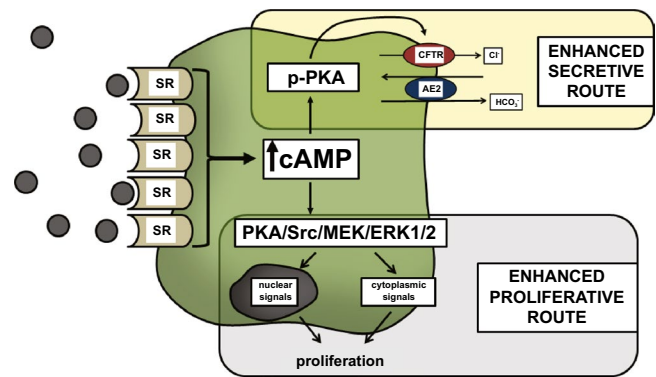 CFTR
Cl⁻
p-PKA
AE2
HCO₃⁻
ENHANCED
SECRETIVE
ROUTE
SR
SR
SR
SR
SR
cAMP
PKA/Src/MEK/ERK1/2
nuclear
signals
cytoplasmic
signals
ENHANCED
PROLIFERATIVE
ROUTE
proliferation